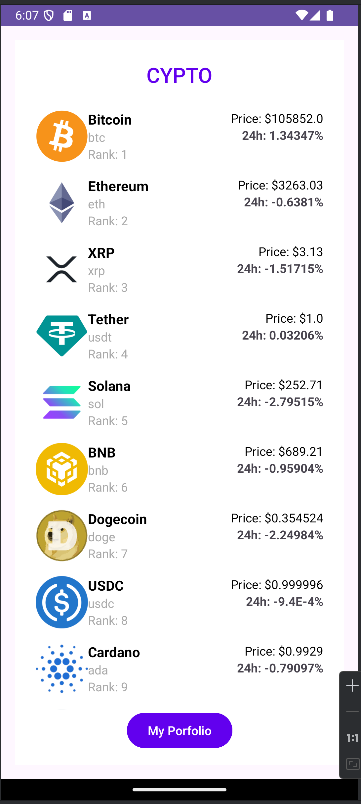 6:07
CYPTO
Bitcoin Price: $105852.0
btc 24h: 1.34347%
Rank: 1
Ethereum Price: $3263.03
eth 24h: -0.6381%
Rank: 2
XRP Price: $3.13
xrp 24h: -1.51715%
Rank: 3
Tether Price: $1.0
usdt 24h: 0.03206%
Rank: 4
Solana Price: $252.71
sol 24h: -2.79515%
Rank: 5
BNB Price: $689.21
bnb 24h: -0.95904%
Rank: 6
Dogecoin Price: $0.354524
doge 24h: -2.24984%
Rank: 7
USDC Price: $0.999996
usdc 24h: -9.4E-4%
Rank: 8
Cardano Price: $0.9929
ada 24h: -0.79097%
Rank: 9
My Porfolio
1:1